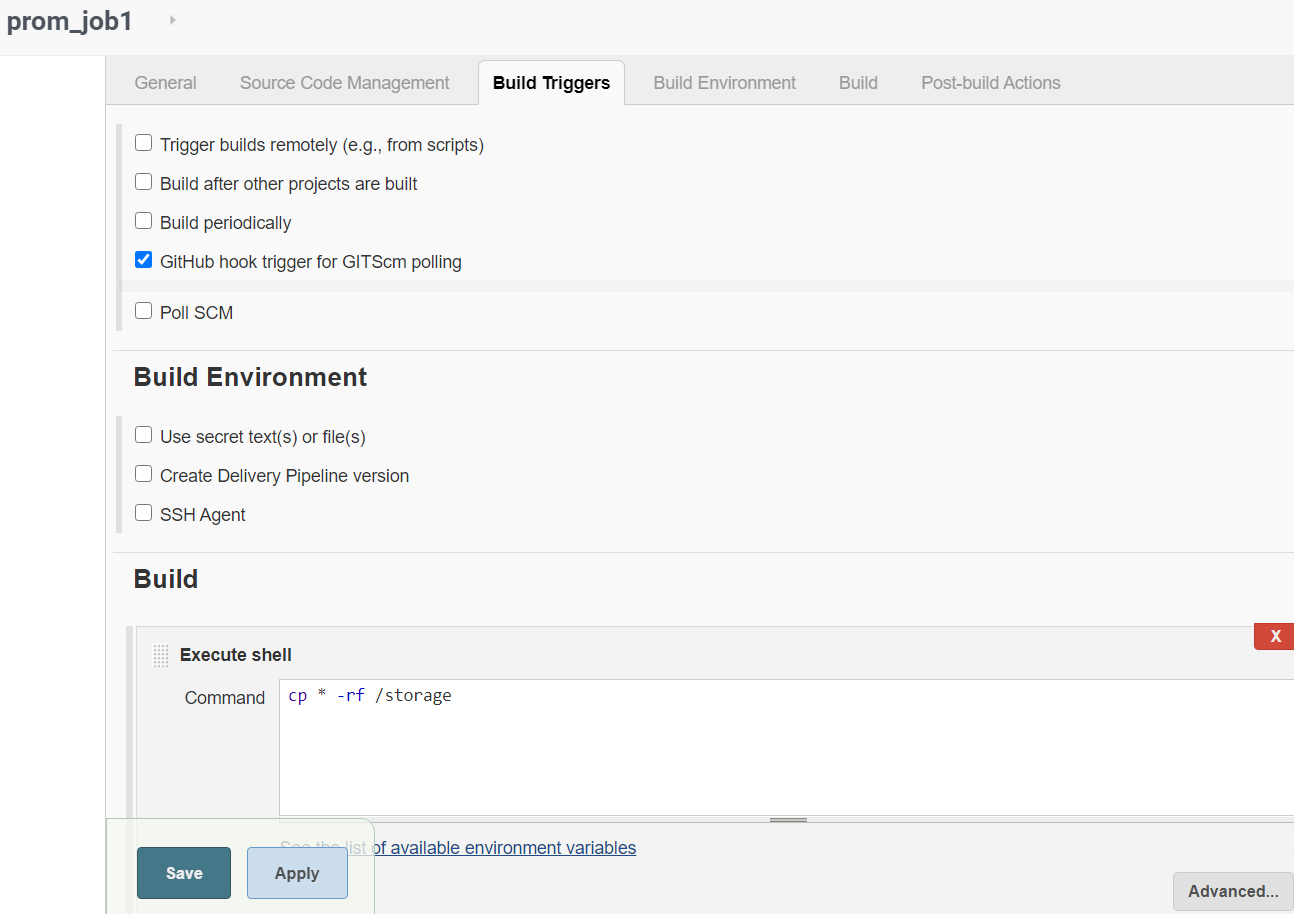 prom_job1
General Source Code Management Build Triggers Build Environment Build Post-build Actions
Trigger builds remotely (e.g., from scripts)
Build after other projects are built
Build periodically
GitHub hook trigger for GITScm polling
Poll SCM
Build Environment
Use secret text(s) or file(s)
Create Delivery Pipeline version
SSH Agent
Build
X
Execute shell
Command cp * -rf /storage
See the list of available environment variables
Save Apply
Advanced...